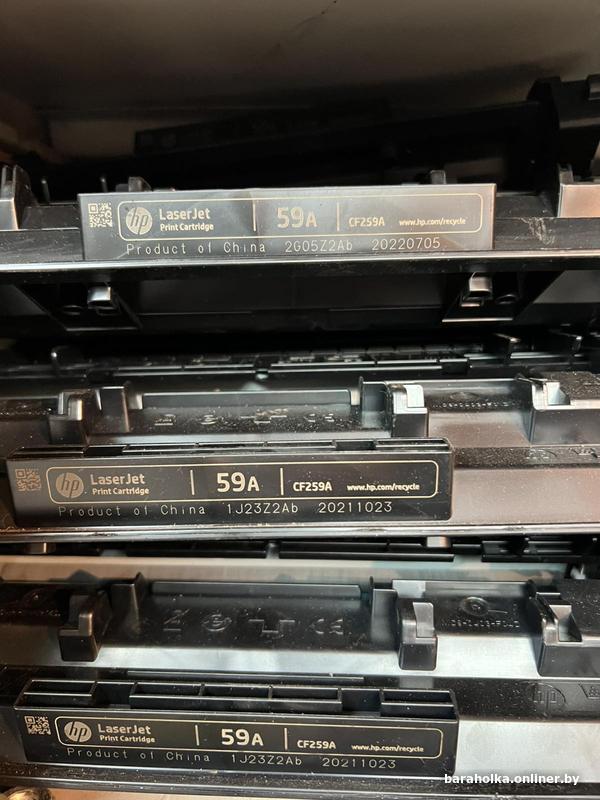 hp LaserJet Print Cartridge 59A CF259A www.hp.com/recycle
Product of China 2G05Z2Ab 20220705
hp LaserJet Print Cartridge 59A CF259A www.hp.com/recycle
Product of China 1J23Z2Ab 20211023
hp LaserJet Print Cartridge 59A CF259A www.hp.com/recycle
Product of China 1J23Z2Ab 20211023
baraholka.onliner.by